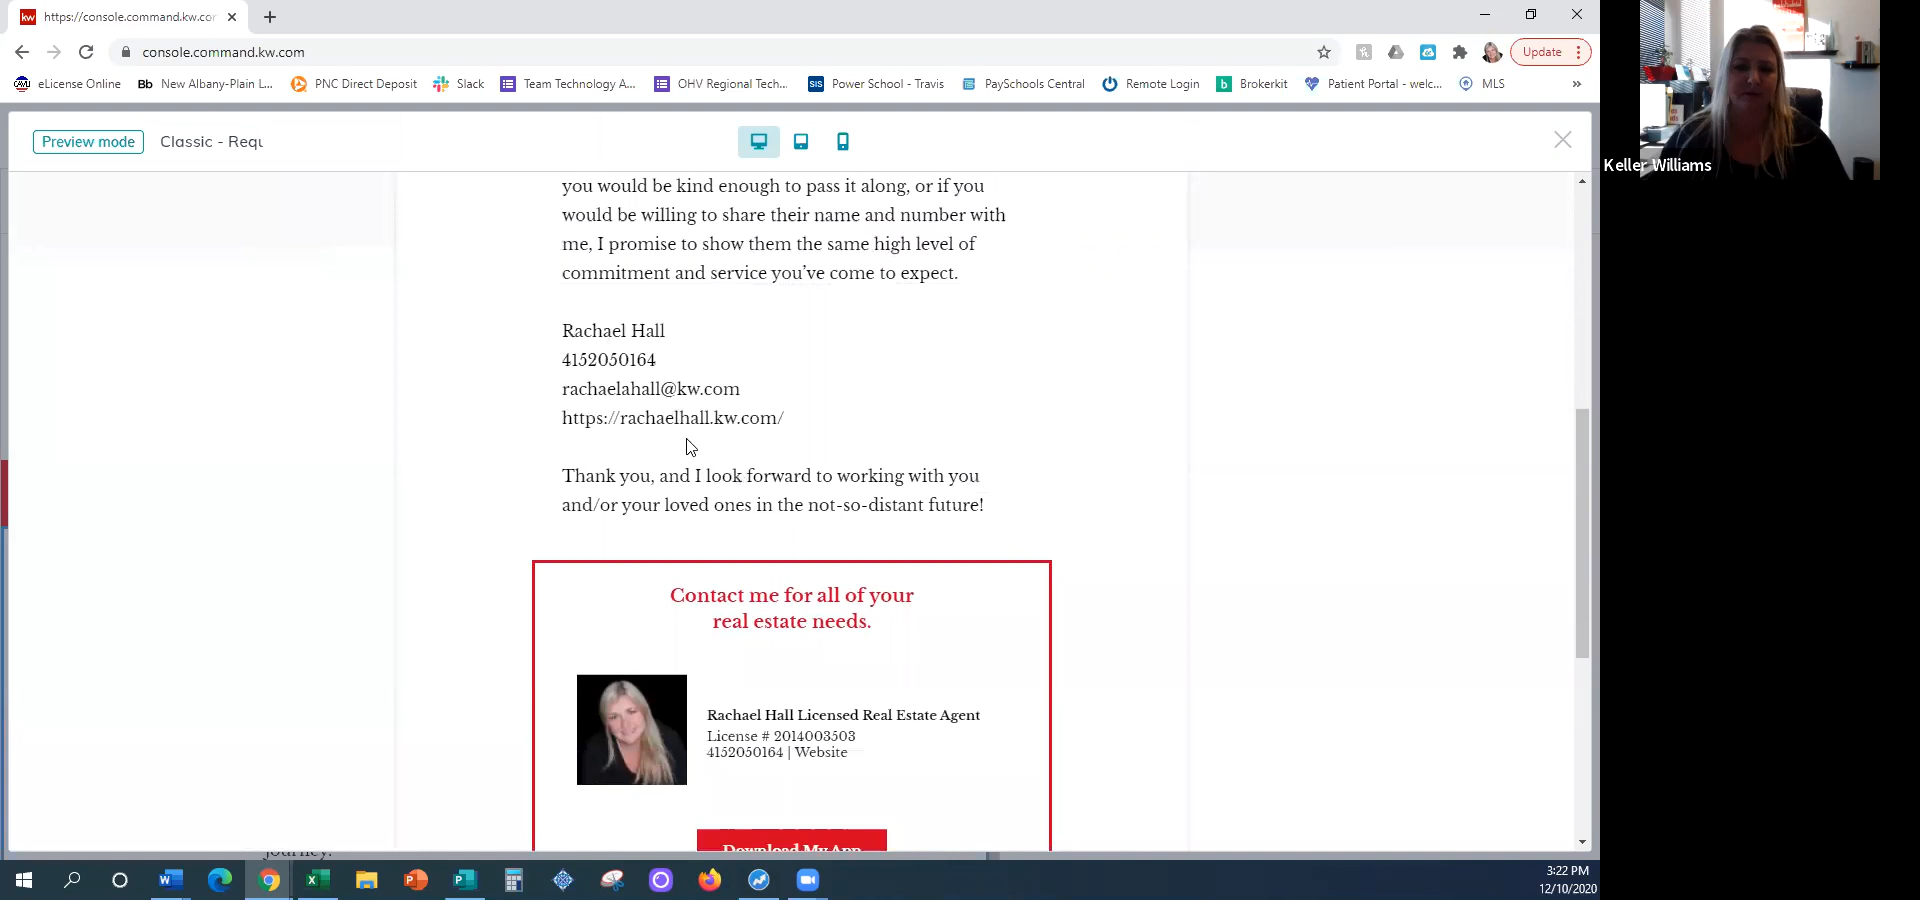 kw
https://console.command.kw.cor
console.command.kw.com
Update
eLicense Online
Bb New Albany-Plain L...
PNC Direct Deposit
Slack
Team Technology A...
OHV Regional Tech...
SIS Power School - Travis
PaySchools Central
Remote Login
b Brokerkit
Patient Portal - welc...
MLS
»
Preview mode
Classic - Requ
Keller Williams
you would be kind enough to pass it along, or if you
would be willing to share their name and number with
me, I promise to show them the same high level of
commitment and service you’ve come to expect.
Rachael Hall
4152050164
rachaelahall@kw.com
https://rachaelhall.kw.com/
Thank you, and I look forward to working with you
and/or your loved ones in the not-so-distant future!
Contact me for all of your
real estate needs.
Rachael Hall Licensed Real Estate Agent
License # 2014003503
4152050164 | Website
Download My App
journey.
3:22 PM
12/10/2020